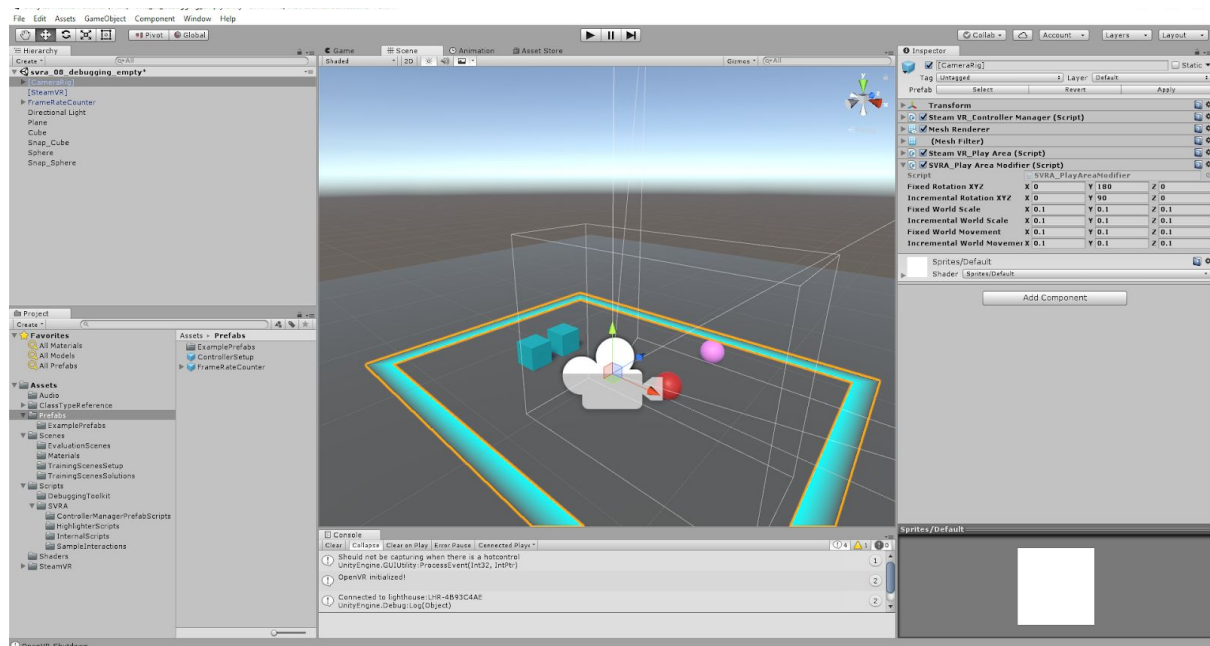 File Edit Assets GameObject Component Window Help
Pivot Global
Collab Account Layers Layout
Hierarchy
Create All
svra_08_debugging_empty*
[CameraRig]
[SteamVR]
FrameRateCounter
Directional Light
Plane
Cube
Snap_Cube
Sphere
Snap_Sphere
Game Scene Animation Asset Store
Shaded 2D Gizmos All
Inspector
[CameraRig] Static
Tag Untagged Layer Default
Prefab Select Revert Apply
Transform
Steam VR_Controller Manager (Script)
Mesh Renderer
(Mesh Filter)
Steam VR_Play Area (Script)
SVRA_Play Area Modifier (Script)
Script SVRA_PlayAreaModifier
Fixed Rotation XYZ X 0 Y 180 Z 0
Incremental Rotation XYZ X 0 Y 90 Z 0
Fixed World Scale X 0.1 Y 0.1 Z 0.1
Incremental World Scale X 0.1 Y 0.1 Z 0.1
Fixed World Movement X 0.1 Y 0.1 Z 0.1
Incremental World Movemer X 0.1 Y 0.1 Z 0.1
Sprites/Default
Shader Sprites/Default
Add Component
Project
Create
Favorites
All Materials
All Models
All Prefabs
Assets
Audio
ClassTypeReference
Prefabs
ExamplePrefabs
Scenes
EvaluationScenes
Materials
TrainingScenesSetup
TrainingScenesSolutions
Scripts
DebuggingToolkit
SVRA
ControllerManagerPrefabScripts
HighlighterScripts
InternalScripts
SampleInteractions
Shaders
SteamVR
Assets Prefabs
ExamplePrefabs
ControllerSetup
FrameRateCounter
Console
Clear Collapse Clear on Play Error Pause Connected Playe 4 1 0
Should not be capturing when there is a hotcontrol
UnityEngine.GUIUtility:ProcessEvent(Int32, IntPtr)
1
OpenVR initialized!
2
Connected to lighthouse:LHR-4B93C4AE
UnityEngine.Debug:Log(Object)
2
Sprites/Default